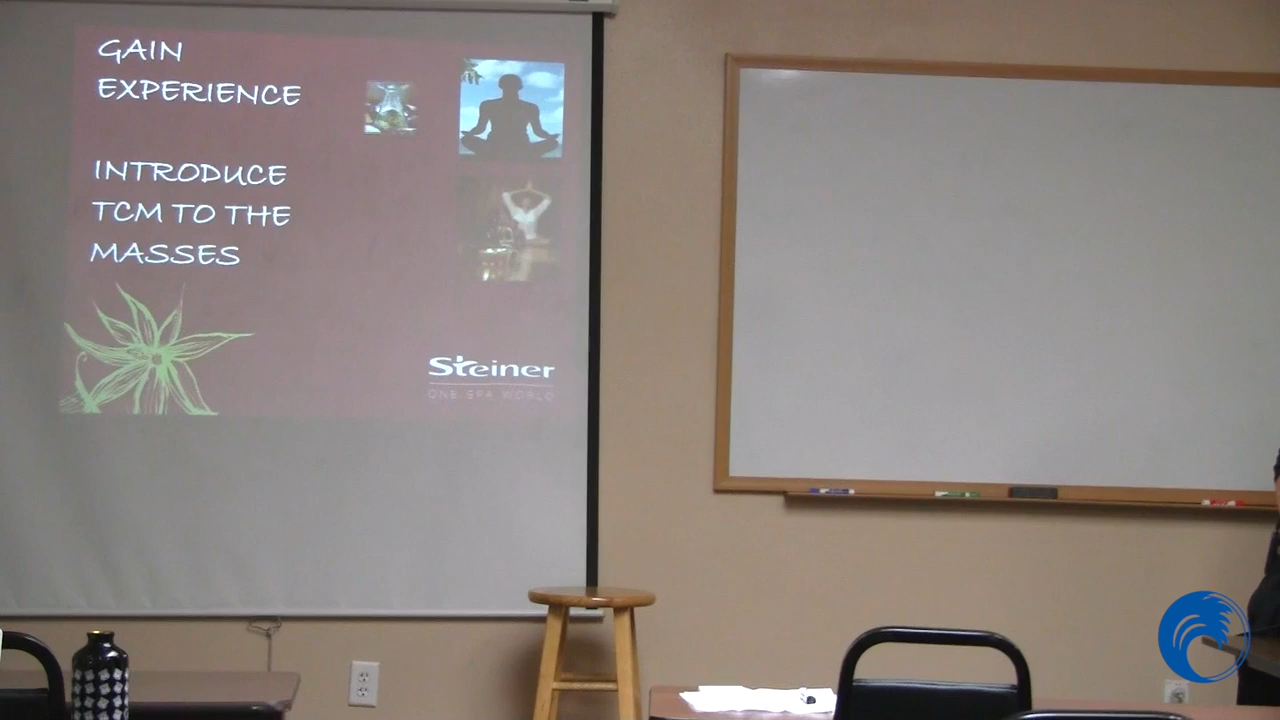 GAIN
EXPERIENCE
INTRODUCE
TCM TO THE
MASSES
Steiner
ONE SPA WORLD